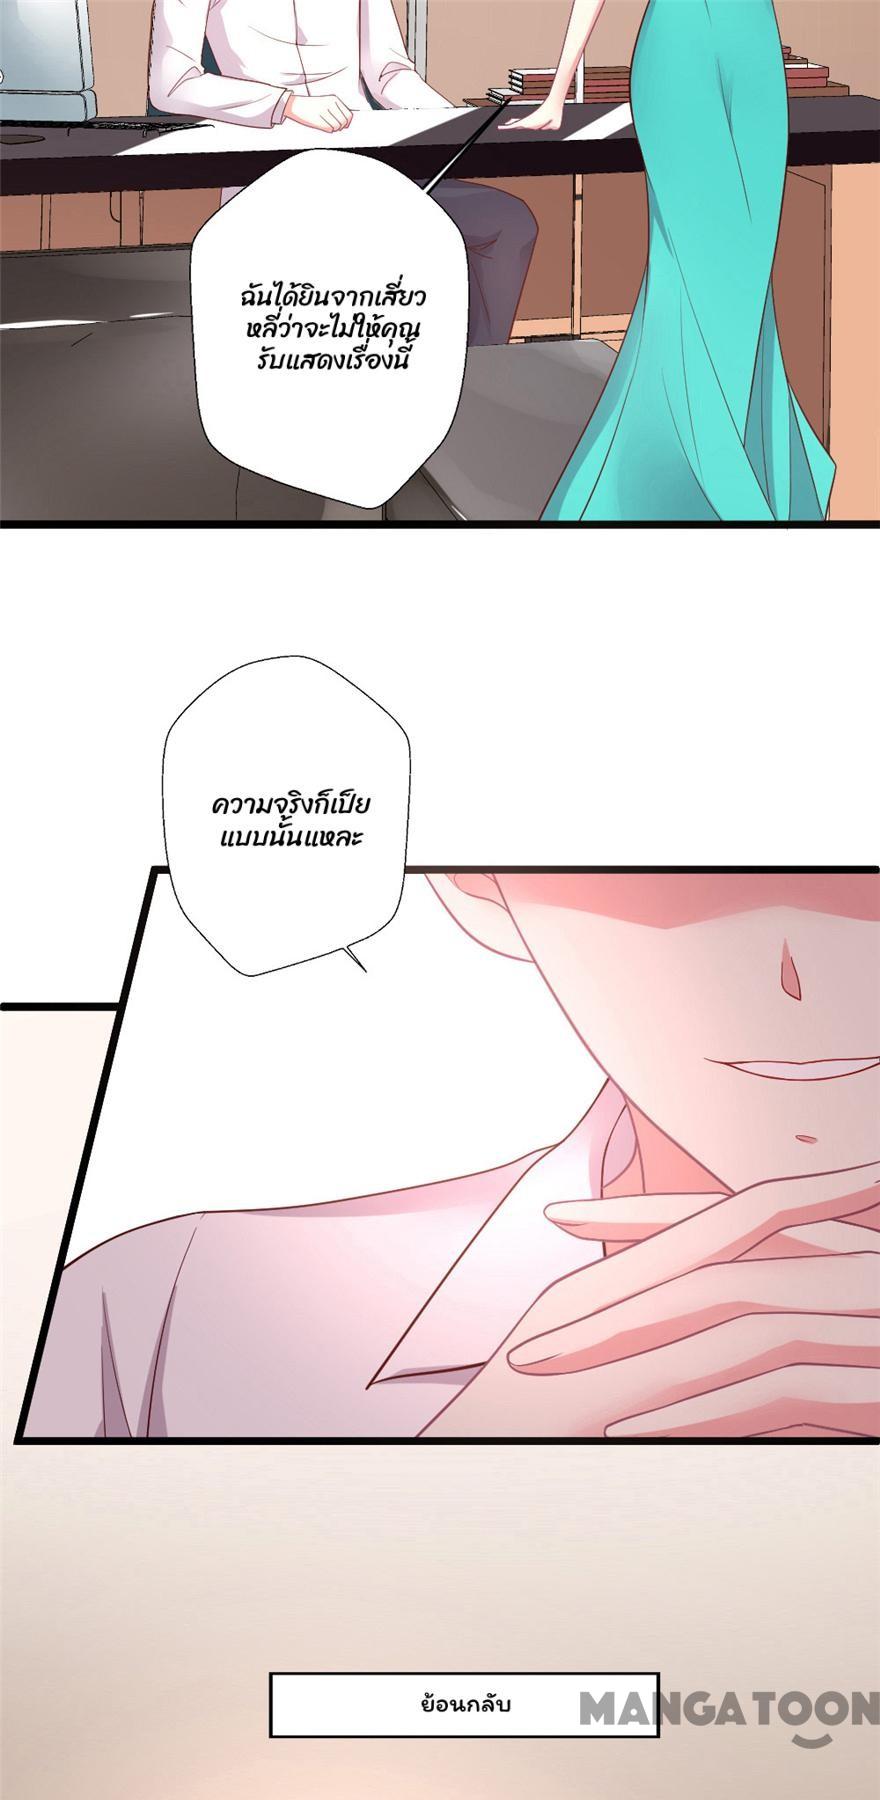 ฉันได้ยินจากเสี่ยว
หลี่ว่าจะไม่ให้คุณ
รับแสดงเรื่องนี้
ความจริงก็เป็ย
แบบนั้นแหละ
ย้อนกลับ
MANGATOON